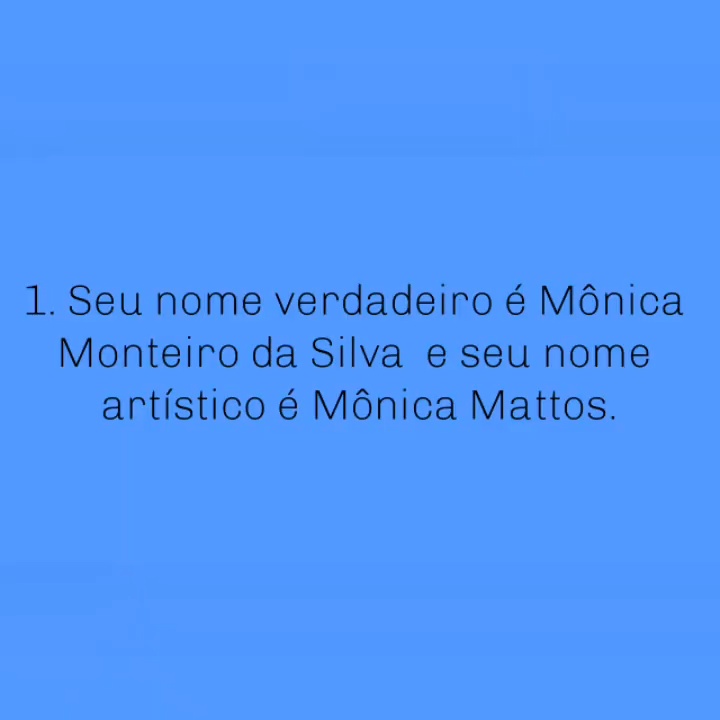 1. Seu nome verdadeiro é Mônica
Monteiro da Silva  e seu nome
artístico é Mônica Mattos.